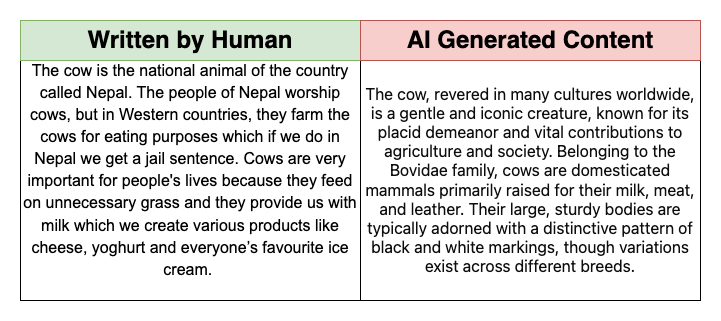 Written by Human
The cow is the national animal of the country
called Nepal. The people of Nepal worship
cows, but in Western countries, they farm the
cows for eating purposes which if we do in
Nepal we get a jail sentence. Cows are very
important for people's lives because they feed
on unnecessary grass and they provide us with
milk which we create various products like
cheese, yoghurt and everyone's favourite ice
cream.
AI Generated Content
The cow, revered in many cultures worldwide,
is a gentle and iconic creature, known for its
placid demeanor and vital contributions to
agriculture and society. Belonging to the
Bovidae family, cows are domesticated
mammals primarily raised for their milk, meat,
and leather. Their large, sturdy bodies are
typically adorned with a distinctive pattern of
black and white markings, though variations
exist across different breeds.